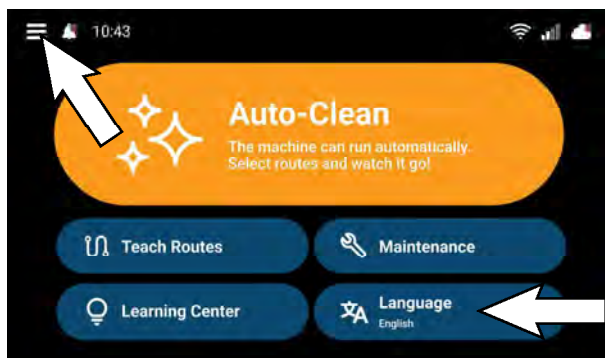 10:43
Auto-Clean
The machine can run automatically.
Select routes and watch it go!
Teach Routes
Maintenance
Learning Center
Language
English